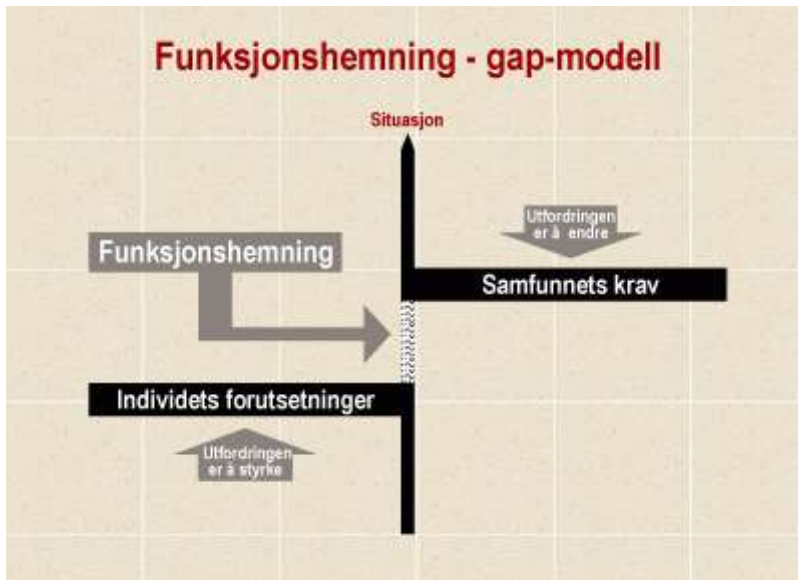 Funksjonshemning - gap-modell
Situasjon
Utfordringen
er å endre
Funksjonshemning
Samfunnets krav
Individets forutsetninger
Utfordringen
er å styrke